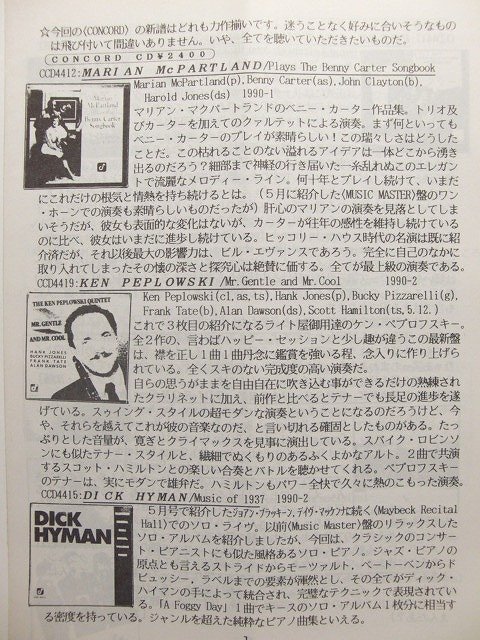 ☆今回の〈CONCORD〉の新譜はどれも力作揃いです。迷うことなく好みに合いそうなもの
は飛び付いて間違いありません。いや、全てを聴いていただきたいものだ。
(CONCORD CD¥2400)
CCD4412:MARIAN McPARTLAND/Plays The Benny Carter Songbook
Marian McPartland(p),Benny Carter(as),John Clayton(b),
Harold Jones(ds) 1990-1
マリアン・マクパートランドのベニー・カーター作品集。トリオ及
びカーターを加えてのクァルテットによる演奏。まず何といっても
ベニー・カーターのプレイが素晴らしい!この瑞々しさはどうした
ことだ。この枯れることのない溢れるアイデアは一体どこから湧き
出るのだろう?細部まで神経の行き届いた一糸乱れぬこのエレガン
トで流麗なメロディー・ライン。何十年とプレイし続けて、いまだ
にこれだけの根気と情熱を持ち続けるとは。(５月に紹介した〈MUSIC MASTER〉盤のワン
・ホーンでの演奏も素晴らしいものだったが)肝心のマリアンの演奏を見落としてしま
いそうだが、彼女も表面的な変化はないが、カーターが往年の感性を維持し続けている
のに比べ、彼女はいまだに進歩し続けている。ヒッコリー・ハウス時代の名演は既に紹
介済だが、それ以後最大の影響力は、ビル・エヴァンスであろう。完全に自己のなかに
取り入れてしまったその懐の深さと探究心は絶賛に価する。全てが最上級の演奏である。
CCD4419:KEN PEPLOWSKI/Mr.Gentle and Mr.Cool 1990-2
Ken Peplowski(cl,as,ts),Hank Jones(p),Bucky Pizzarelli(g),
Frank Tate(b),Alan Dawson(ds),Scott Hamilton(ts,5.12.)
これで３枚目の紹介になるライト屋御用達のケン・ペプロフスキー。
全２作の、言わばハッピー・セッションと少し趣が違うこの最新盤
は、襟を正し１曲１曲丹念に鑑賞を強いる程、念入りに作り上げら
れている。全くスキのない完成度の高い演奏だ。
自らの思うがままを自由自在に吹き込む事ができるだけの熟練され
たクラリネットに加え、前作と比べるとテナーでも長足の進歩を遂
げている。スゥイング・スタイルの超モダンな演奏ということになるのだろうけど、今
や、それらを越えてこれが彼の音楽なのだ、と言い切れる確固としたものがある。たっ
ぷりとした音量が、寛ぎとクライマックスを見事に演出している。スパイク・ロビンソ
ンにも似たテナー・スタイルと、繊細でぬくもりのあるふくよかなアルト。２曲で共演
するスコット・ハミルトンとの楽しい会話とバトルを聴かせてくれる。ペプロフスキー
のテナーは、実にモダンで雄弁だ。ハミルトンもパワー全快で久々に熱のこもった演奏。
CCD4415:DICK HYMAN/Music of 1937 1990-2
５月号で紹介したジョアン・ブラッキーン,デイヴ・マッケンナに続く〈Maybeck Recital
Hall〉でのソロ・ライヴ。以前〈Music Master〉盤のリラックスした
ソロ・アルバムを紹介しましたが、今回は、クラシックのコンサー
ト・ピアニストにも似た風格あるソロ・ピアノ。ジャズ・ピアノの
原点とも言えるストライドからモーツァルト、ベートーベンからド
ビュッシー、ラベルまでの要素が渾然とし、その全てがディック・
ハイマンの手によって統合され、完璧なテクニックで表現されてい
る。「A Foggy Day」１曲でキースのソロ・アルバム１枚分に相当す
る密度を持っている。ジャンルを超えた純粋なピアノ曲集といえる。
Marian McPartland
Benny Carter
Songbook
THE KEN PEPLOWSKI QUINTET
MR. GENTLE
AND MR. COOL
HANK JONES
BUCKY PIZZARELLI
FRANK TATE
ALAN DAWSON
DICK
HYMAN
1